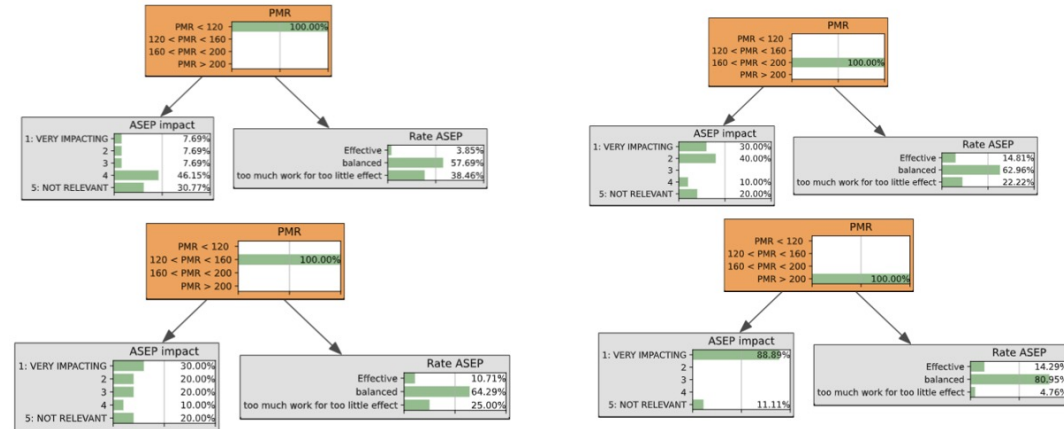 PMR
PMR < 120 100.00%
120 < PMR < 160
160 < PMR < 200
PMR > 200
ASEP impact
1: VERY IMPACTING 7.69%
2 7.69%
3 7.69%
4 46.15%
5: NOT RELEVANT 30.77%
Rate ASEP
Effective 3.85%
balanced 57.69%
too much work for too little effect 38.46%
PMR
PMR < 120
120 < PMR < 160
160 < PMR < 200 100.00%
PMR > 200
ASEP impact
1: VERY IMPACTING 30.00%
2 40.00%
3
4 10.00%
5: NOT RELEVANT 20.00%
Rate ASEP
Effective 14.81%
balanced 62.96%
too much work for too little effect 22.22%
PMR
PMR < 120
120 < PMR < 160 100.00%
160 < PMR < 200
PMR > 200
ASEP impact
1: VERY IMPACTING 30.00%
2 20.00%
3 20.00%
4 10.00%
5: NOT RELEVANT 20.00%
Rate ASEP
Effective 10.71%
balanced 64.29%
too much work for too little effect 25.00%
PMR
PMR < 120
120 < PMR < 160
160 < PMR < 200
PMR > 200 100.00%
ASEP impact
1: VERY IMPACTING 88.89%
2
3
4
5: NOT RELEVANT 11.11%
Rate ASEP
Effective 14.29%
balanced 80.95%
too much work for too little effect 4.76%